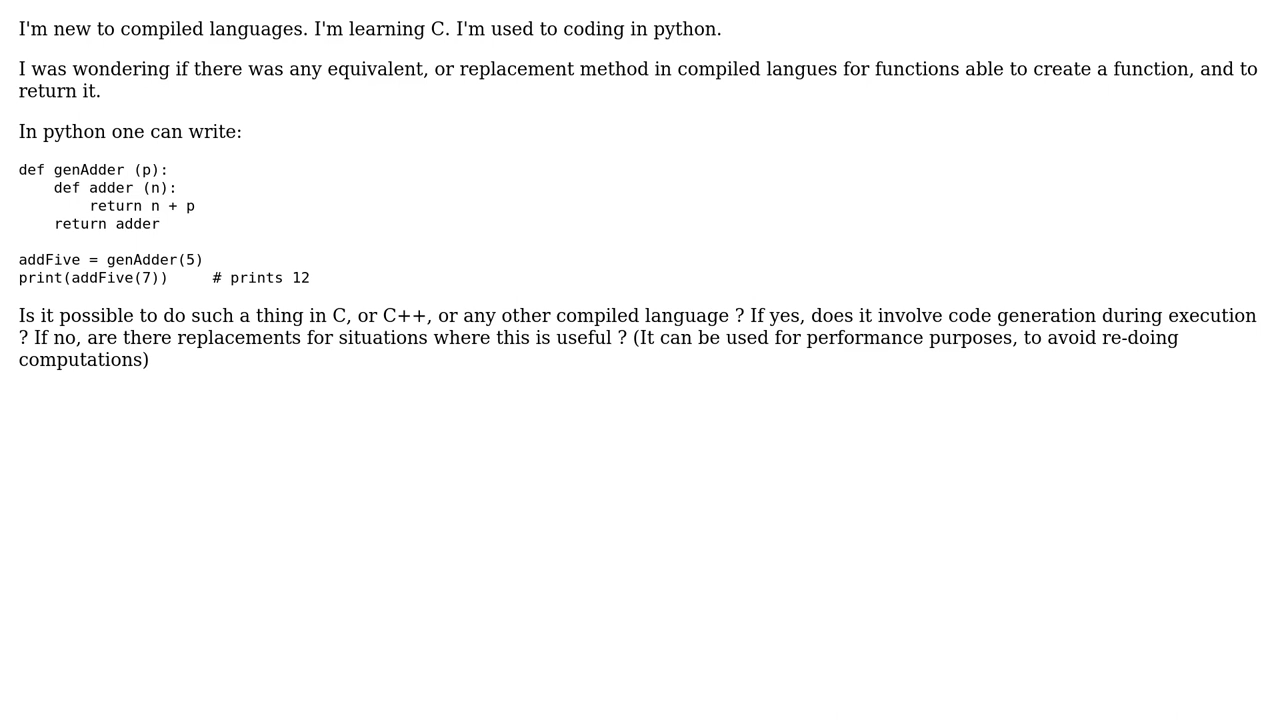 I'm new to compiled languages. I'm learning C. I'm used to coding in python.
I was wondering if there was any equivalent, or replacement method in compiled langues for functions able to create a function, and to
return it.
In python one can write:
def genAdder (p):
    def adder (n):
        return n + p
    return adder

addFive = genAdder(5)
print(addFive(7))     # prints 12
Is it possible to do such a thing in C, or C++, or any other compiled language ? If yes, does it involve code generation during execution
? If no, are there replacements for situations where this is useful ? (It can be used for performance purposes, to avoid re-doing
computations)